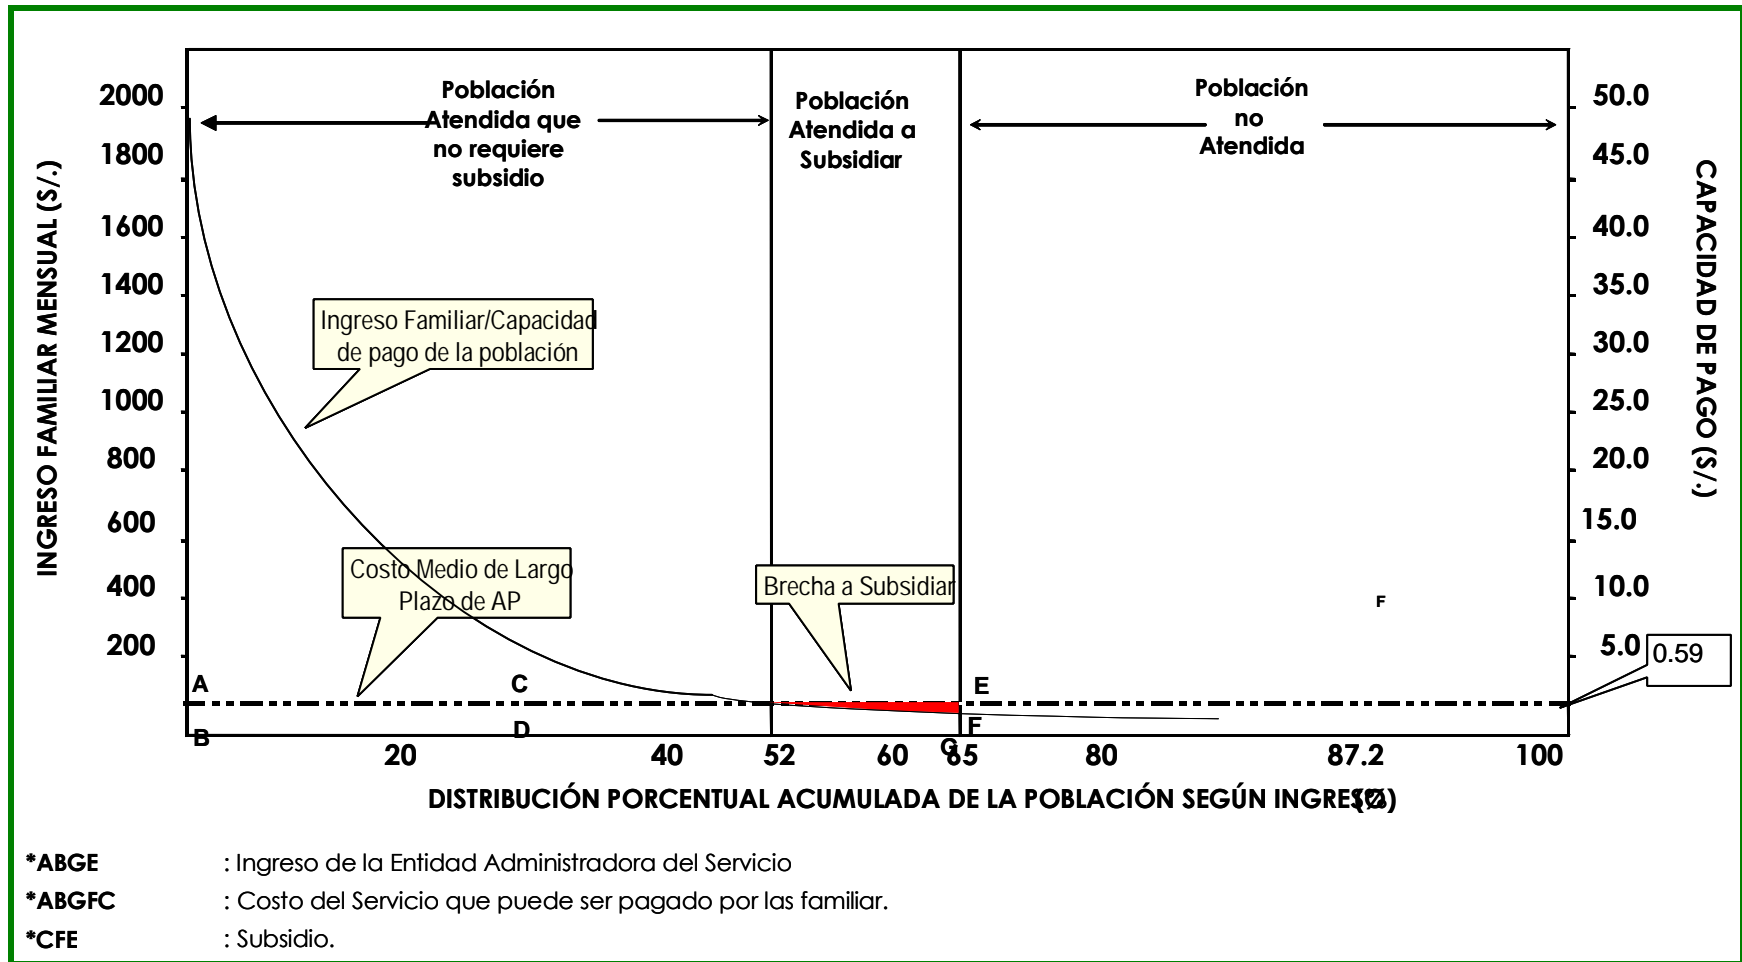 Población
Atendida que
no requiere
subsidio
Población
Atendida a
Subsidiar
Población
no
Atendida
INGRESO FAMILIAR MENSUAL (S/.)
2000
1800
1600
1400
1200
1000
800
600
400
200
50.0
45.0
40.0
35.0
30.0
25.0
20.0
15.0
10.0
5.0
CAPACIDAD DE PAGO (S/.)
Ingreso Familiar/Capacidad
de pago de la población
Costo Medio de Largo
Plazo de AP
Brecha a Subsidiar
F
0.59
A
C
E
B
D
F
G
20 40 52 60 65 80 87.2 100
DISTRIBUCIÓN PORCENTUAL ACUMULADA DE LA POBLACIÓN SEGÚN INGRESO (%)
*ABGE : Ingreso de la Entidad Administradora del Servicio
*ABGFC : Costo del Servicio que puede ser pagado por las familiar.
*CFE : Subsidio.